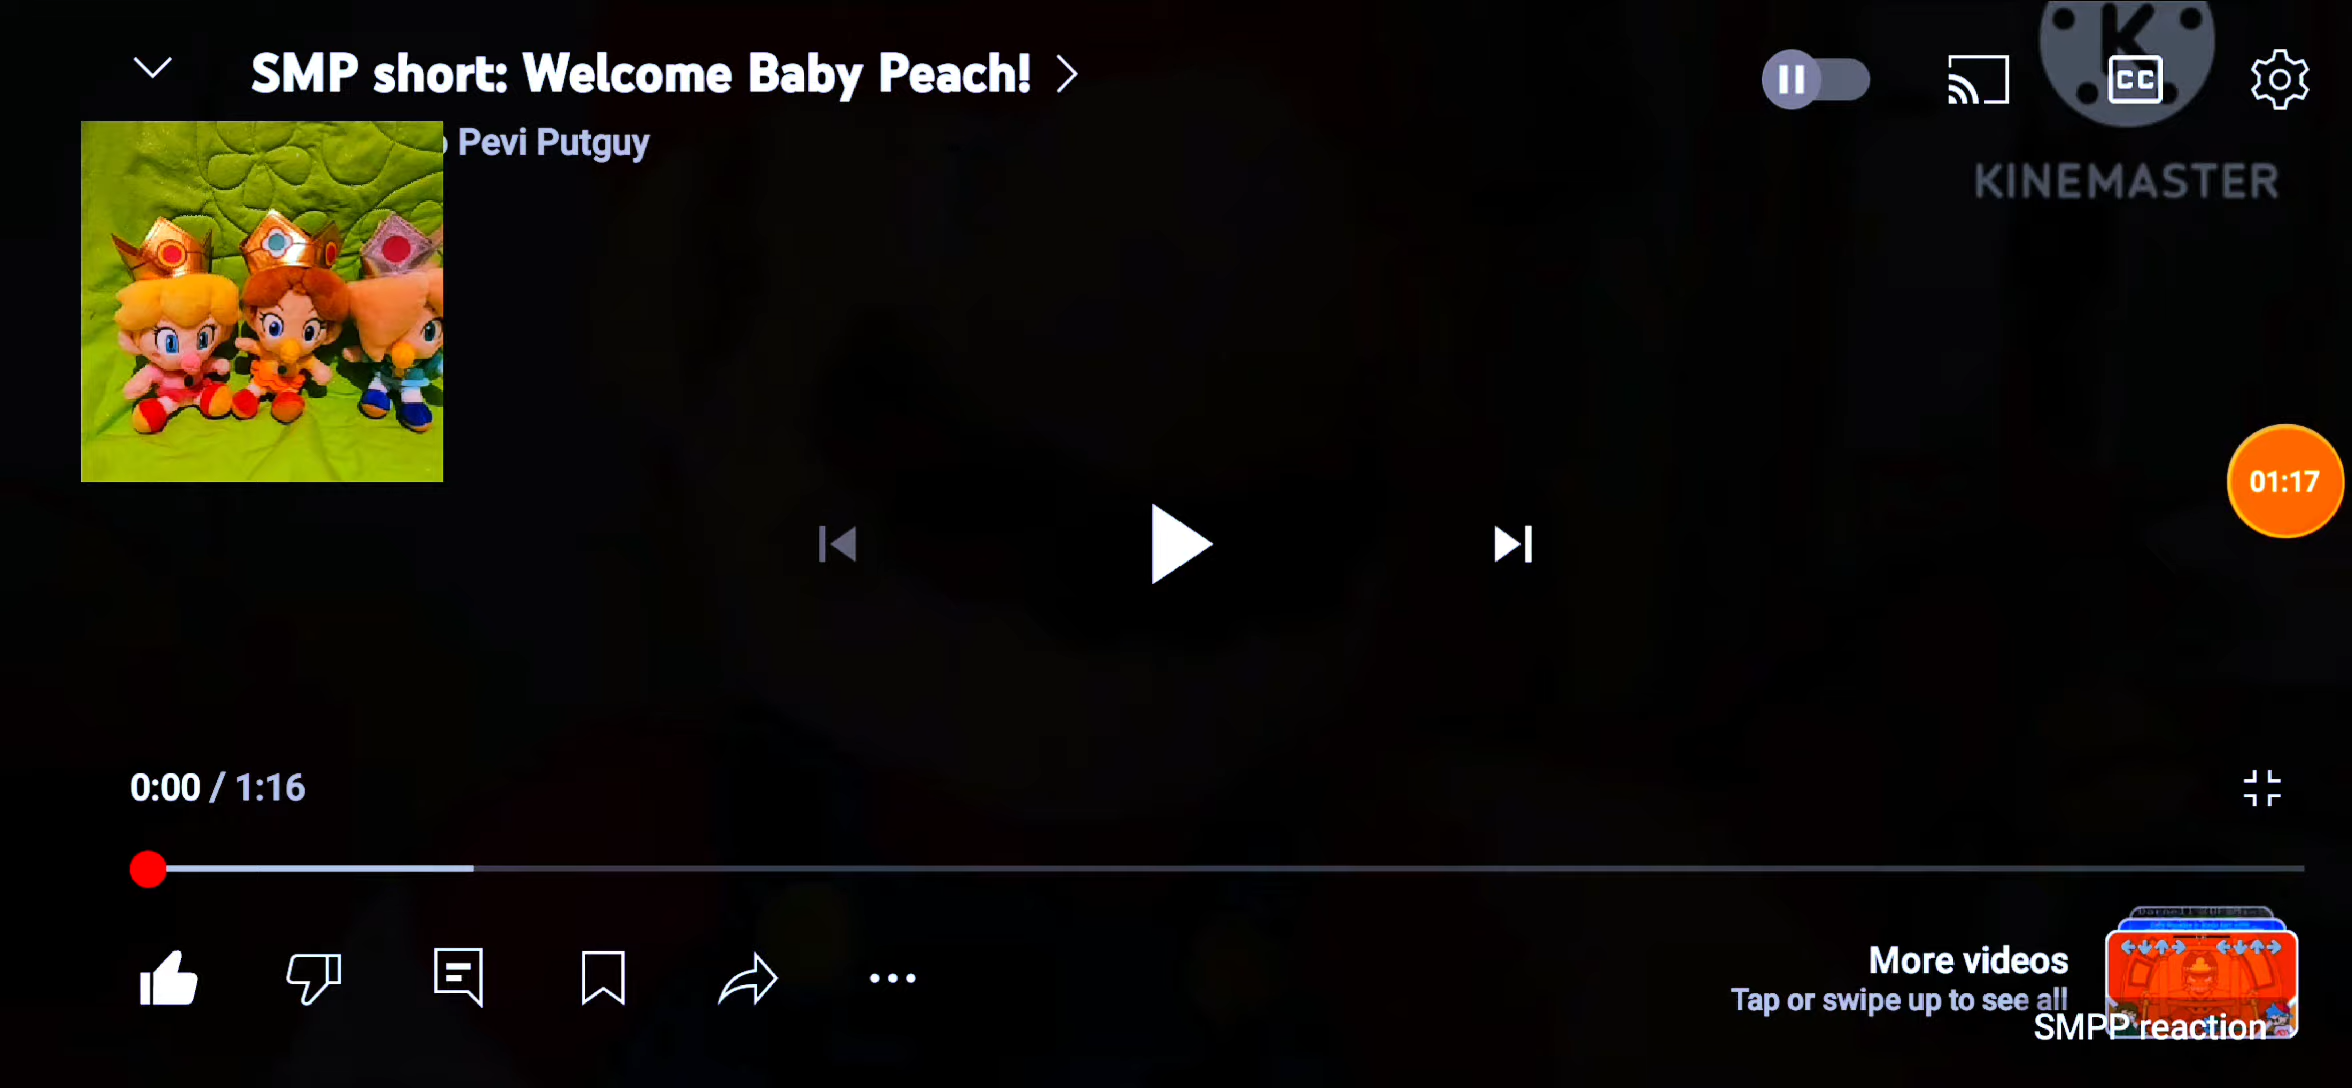 SMP short: Welcome Baby Peach!
Pevi Putguy
CC
K
KINEMASTER
01:17
0:00 / 1:16
More videos
Tap or swipe up to see all
SMPP reaction